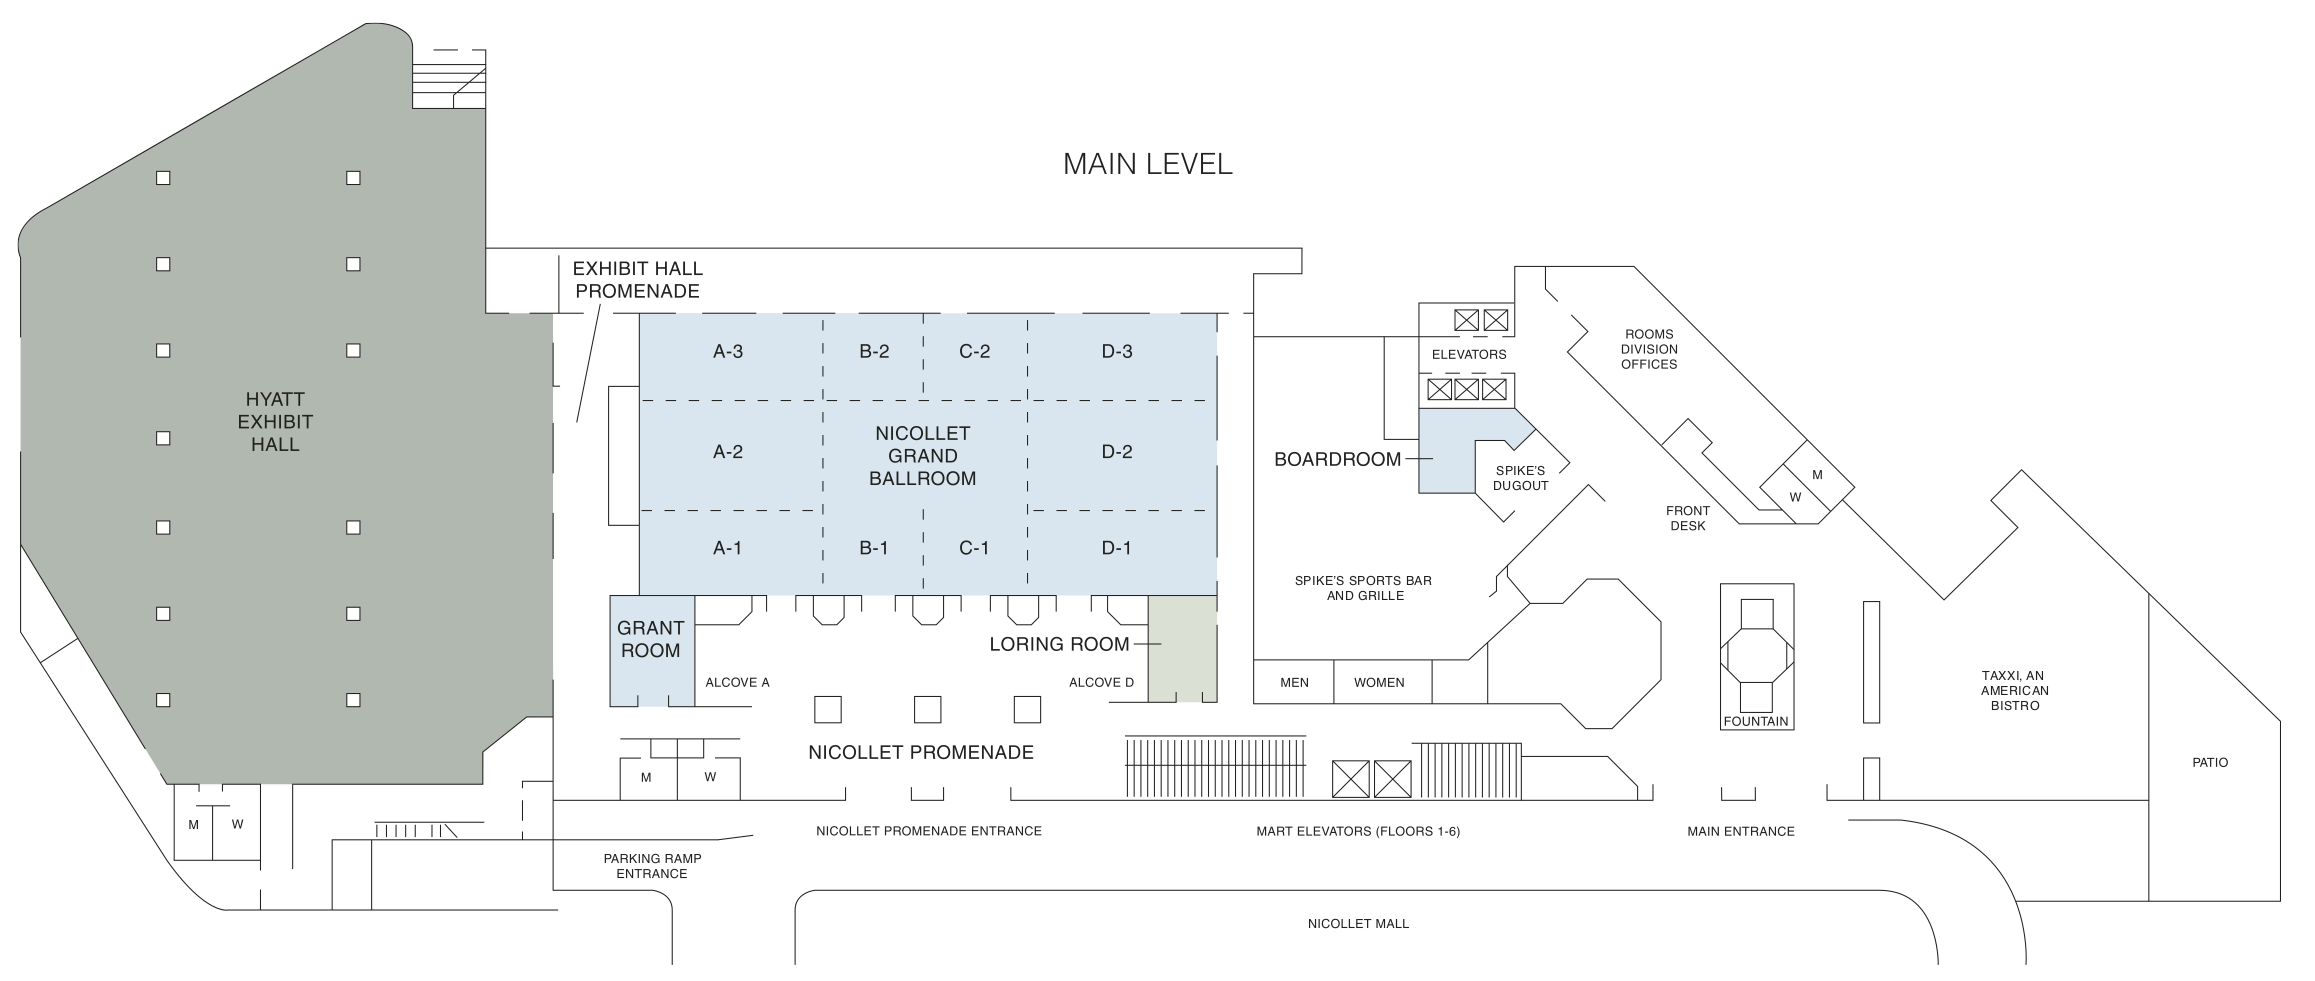 MAIN LEVEL
EXHIBIT HALL
PROMENADE
HYATT
EXHIBIT
HALL
A-3
B-2
C-2
D-3
A-2
NICOLLET
GRAND
BALLROOM
D-2
A-1
B-1
C-1
D-1
GRANT
ROOM
LORING ROOM
ALCOVE A
ALCOVE D
NICOLLET PROMENADE
M
W
M
W
ELEVATORS
BOARDROOM
SPIKE'S
DUGOUT
SPIKE'S SPORTS BAR
AND GRILLE
MEN
WOMEN
ROOMS
DIVISION
OFFICES
M
W
FRONT
DESK
FOUNTAIN
TAXXI, AN
AMERICAN
BISTRO
PATIO
NICOLLET PROMENADE ENTRANCE
MART ELEVATORS (FLOORS 1-6)
MAIN ENTRANCE
PARKING RAMP
ENTRANCE
NICOLLET MALL